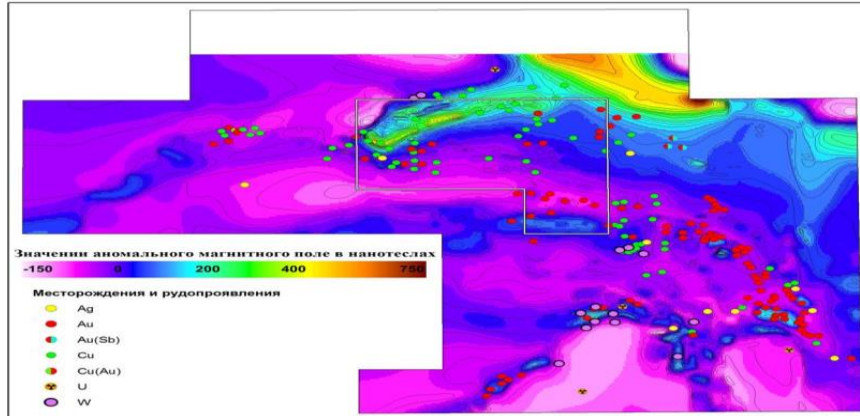 Значении аномального магнитного поле в нанотеслах
-150 0 200 400 750
Месторождения и рудопроявления
Ag
Au
Au(Sb)
Cu
Cu(Au)
U
W